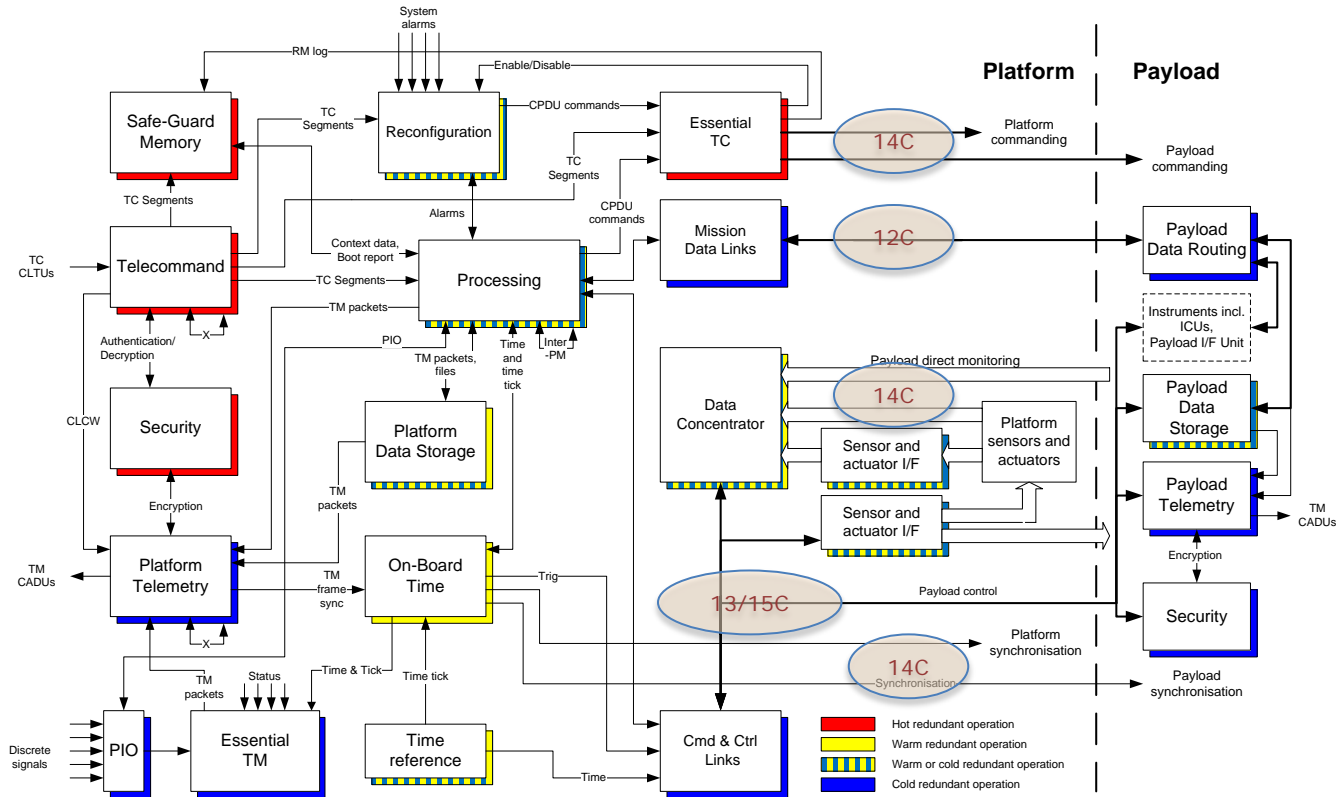 System
alarms
RM log
Enable/Disable
Platform
Payload
Safe-Guard
Memory
TC
Segments
Reconfiguration
CPDU commands
Essential
TC
14C
Platform
commanding
Payload
commanding
TC Segments
TC
Segments
Alarms
CPDU
commands
Mission
Data Links
12C
Payload
Data Routing
TC
CLTUs
Telecommand
Context data,
Boot report
Processing
TC Segments
TM packets
X
Authentication/
Decryption
PIO
TM packets,
files
Time
and
time
tick
Inter
-PM
Instruments incl.
ICUs,
Payload I/F Unit
Payload direct monitoring
14C
CLCW
Security
Platform
Data Storage
Data
Concentrator
Sensor and
actuator I/F
Platform
sensors and
actuators
Payload
Data
Storage
Encryption
TM
packets
Sensor and
actuator I/F
Payload
Telemetry
TM
CADUs
Encryption
TM
CADUs
Platform
Telemetry
TM
frame
sync
On-Board
Time
Trig
13/15C
Payload control
Security
X
Platform
synchronisation
14C
Synchronisation
Payload
synchronisation
TM
packets
Status
Time & Tick
Time tick
Discrete
signals
PIO
Essential
TM
Time
reference
Time
Cmd & Ctrl
Links
Hot redundant operation
Warm redundant operation
Warm or cold redundant operation
Cold redundant operation